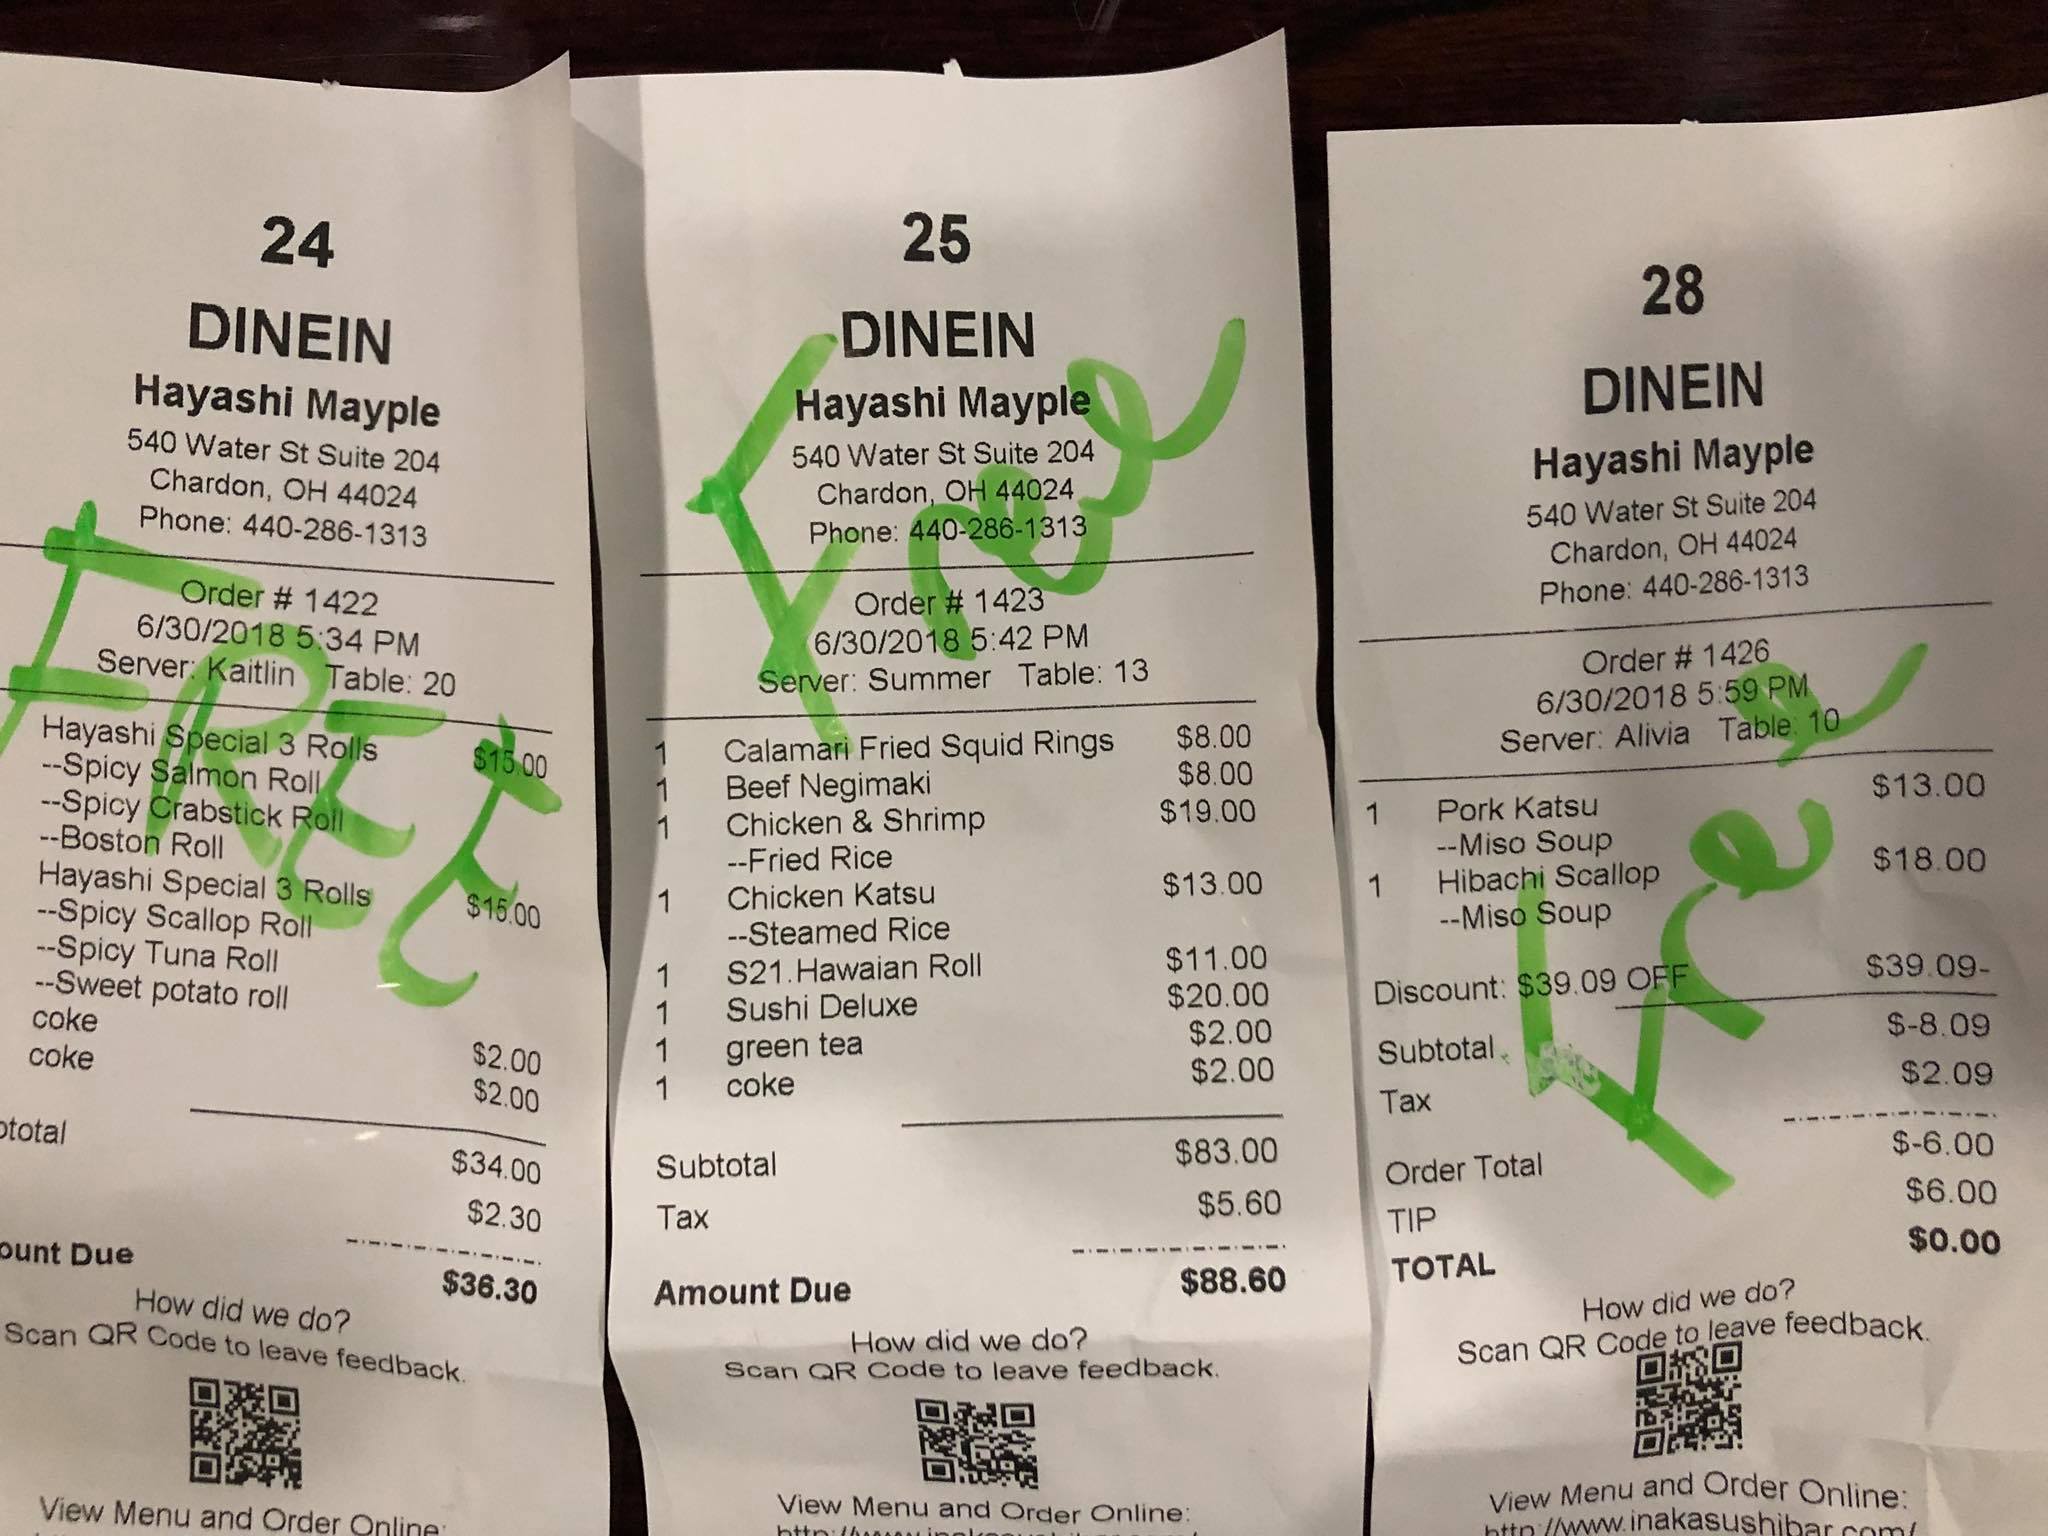 24
DINEIN
Hayashi Mayple
540 Water St Suite 204
Chardon, OH 44024
Phone: 440-286-1313
Order # 1422
6/30/2018 5:34 PM
Server: Kaitlin Table: 20
Hayashi Special 3 Rolls $15.00
--Spicy Salmon Roll
--Spicy Crabstick Roll
--Boston Roll
Hayashi Special 3 Rolls $15.00
--Spicy Scallop Roll
--Spicy Tuna Roll
--Sweet potato roll
coke $2.00
coke $2.00
ototal $34.00
$2.30
ount Due $36.30
How did we do?
Scan QR Code to leave feedback.
View Menu and Order Online:
FREE
25
DINEIN
Hayashi Mayple
540 Water St Suite 204
Chardon, OH 44024
Phone: 440-286-1313
Order # 1423
6/30/2018 5:42 PM
Server: Summer Table: 13
1 Calamari Fried Squid Rings $8.00
1 Beef Negimaki $8.00
1 Chicken & Shrimp $19.00
--Fried Rice
1 Chicken Katsu $13.00
--Steamed Rice
1 S21.Hawaian Roll $11.00
1 Sushi Deluxe $20.00
1 green tea $2.00
1 coke $2.00
Subtotal $83.00
Tax $5.60
Amount Due $88.60
How did we do?
Scan QR Code to leave feedback.
View Menu and Order Online:
Free
28
DINEIN
Hayashi Mayple
540 Water St Suite 204
Chardon, OH 44024
Phone: 440-286-1313
Order # 1426
6/30/2018 5:59 PM
Server: Alivia Table: 10
1 Pork Katsu $13.00
--Miso Soup
1 Hibachi Scallop $18.00
--Miso Soup
Discount: $39.09 OFF $39.09-
Subtotal $-8.09
Tax $2.09
Order Total $-6.00
TIP $6.00
TOTAL $0.00
How did we do?
Scan QR Code to leave feedback.
View Menu and Order Online:
http://www.inakasushibar.com/
Free